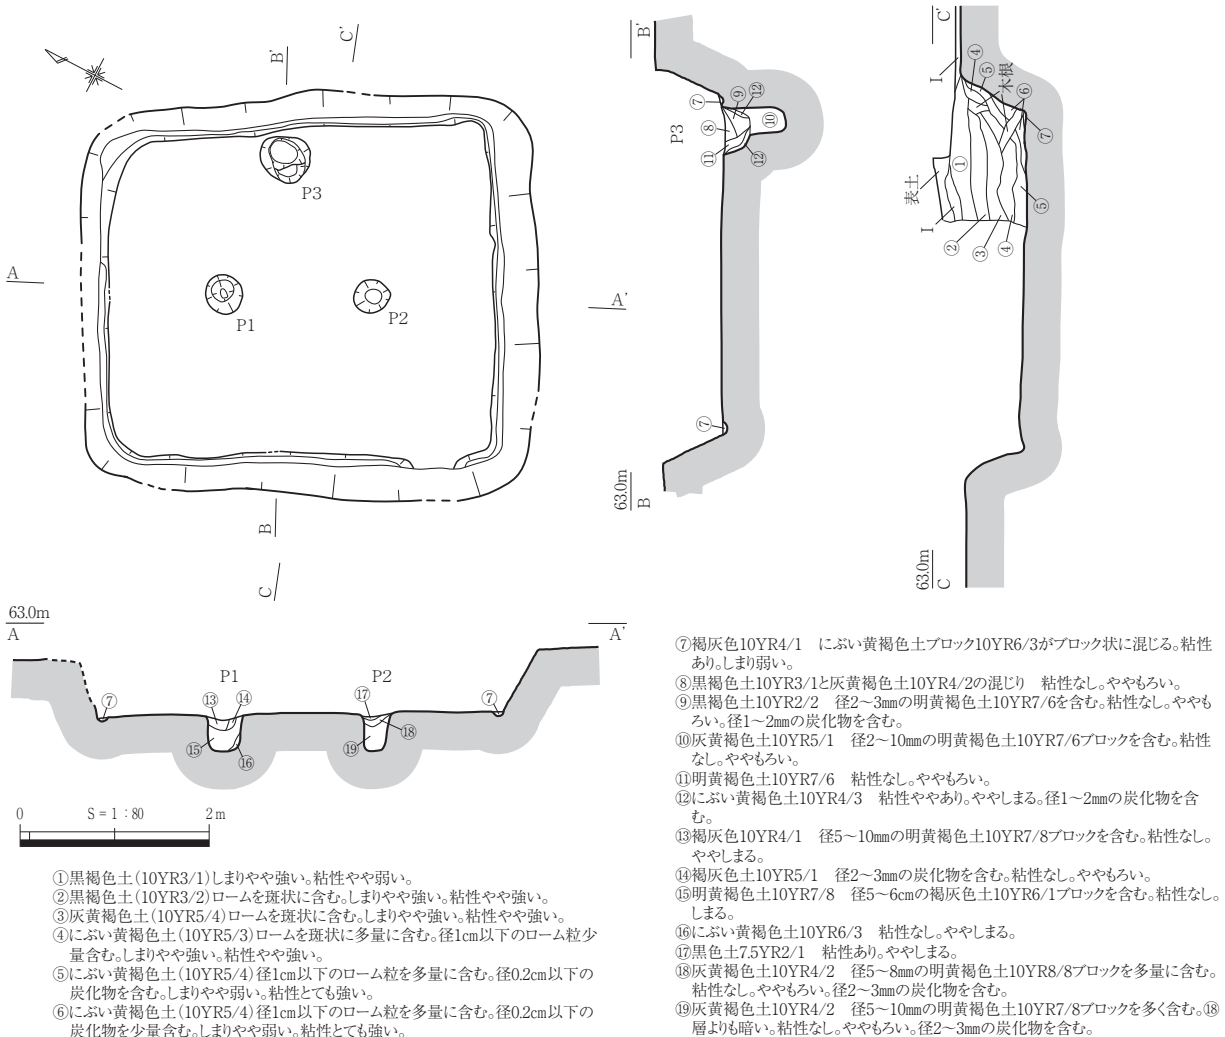 B'
C'
P3
A
A'
P1
P2
B
C
B'
⑦
⑨
⑫
⑧
⑩
P3
⑪
⑫
⑦
63.0m
B
C'
I
④
⑤
木根
⑥
⑦
①
表土
I
⑤
②
③
④
63.0m
C
63.0m
A
A'
P1
P2
⑦
⑬
⑭
⑰
⑦
⑮
⑯
⑲
⑱
0
S = 1 : 80
2 m
①黒褐色土(10YR3/1)しまりやや強い。粘性やや弱い。
②黒褐色土(10YR3/2)ロームを斑状に含む。しまりやや強い。粘性やや強い。
③灰黄褐色土(10YR5/4)ロームを斑状に含む。しまりやや強い。粘性やや強い。
④にぶい黄褐色土(10YR5/3)ロームを斑状に多量に含む。径1cm以下のローム粒少
量含む。しまりやや強い。粘性やや強い。
⑤にぶい黄褐色土(10YR5/4)径1cm以下のローム粒を多量に含む。径0.2cm以下の
炭化物を含む。しまりやや弱い。粘性とても強い。
⑥にぶい黄褐色土(10YR5/4)径1cm以下のローム粒を多量に含む。径0.2cm以下の
炭化物を少量含む。しまりやや弱い。粘性とても強い。
⑦褐灰色10YR4/1 にぶい黄褐色土ブロック10YR6/3がブロック状に混じる。粘性
あり。しまり弱い。
⑧黒褐色土10YR3/1と灰黄褐色土10YR4/2の混じり 粘性なし。ややもろい。
⑨黒褐色土10YR2/2 径2～3㎜の明黄褐色土10YR7/6を含む。粘性なし。ややも
ろい。径1～2㎜の炭化物を含む。
⑩灰黄褐色土10YR5/1 径2～10㎜の明黄褐色土10YR7/6ブロックを含む。粘性
なし。ややもろい。
⑪明黄褐色土10YR7/6 粘性なし。ややもろい。
⑫にぶい黄褐色土10YR4/3 粘性ややあり。ややしまる。径1～2㎜の炭化物を含
む。
⑬褐灰色10YR4/1 径5～10㎜の明黄褐色土10YR7/8ブロックを含む。粘性なし。
ややしまる。
⑭褐灰色土10YR5/1 径2～3㎜の炭化物を含む。粘性なし。ややもろい。
⑮明黄褐色土10YR7/8 径5～6cmの褐灰色土10YR6/1ブロックを含む。粘性なし。
しまる。
⑯にぶい黄褐色土10YR6/3 粘性なし。ややしまる。
⑰黒色土7.5YR2/1 粘性あり。ややしまる。
⑱灰黄褐色土10YR4/2 径5～8㎜の明黄褐色土10YR8/8ブロックを多量に含む。
粘性なし。ややもろい。径2～3㎜の炭化物を含む。
⑲灰黄褐色土10YR4/2 径5～10㎜の明黄褐色土10YR7/8ブロックを多く含む。⑱
層よりも暗い。粘性なし。ややもろい。径2～3㎜の炭化物を含む。